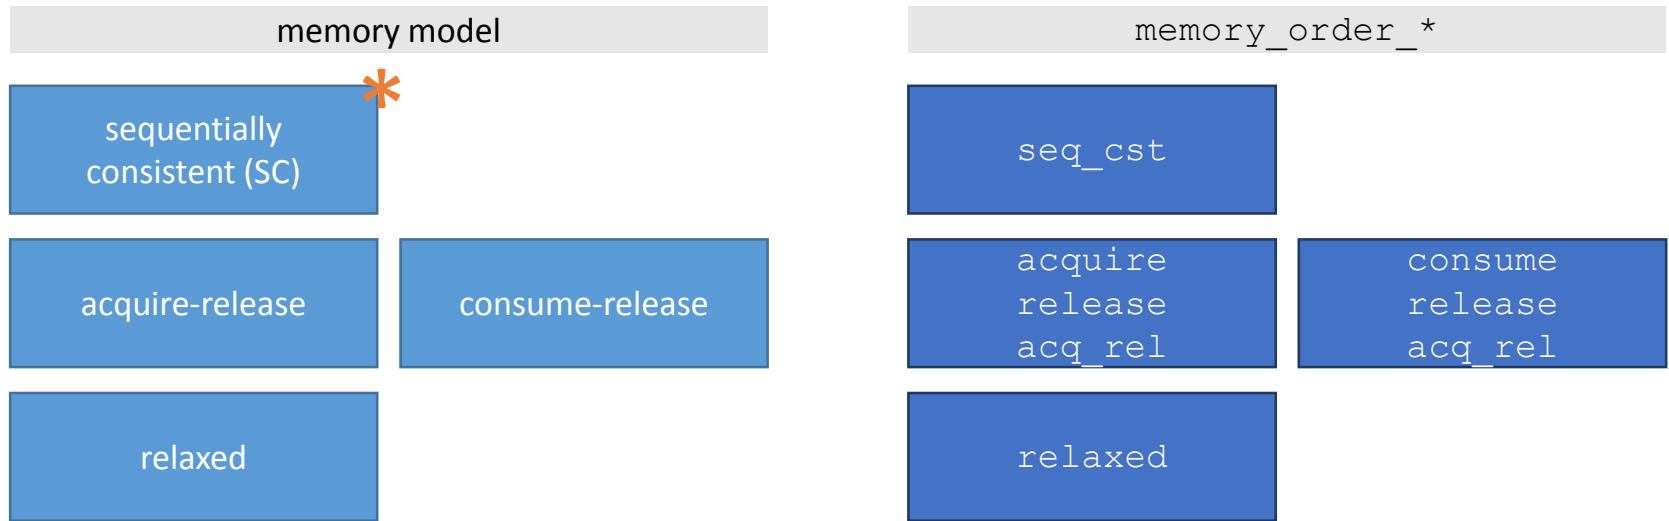 memory model
*
sequentially
consistent (SC)
acquire-release
consume-release
relaxed
memory_order_*
seq_cst
acquire
release
acq_rel
consume
release
acq_rel
relaxed